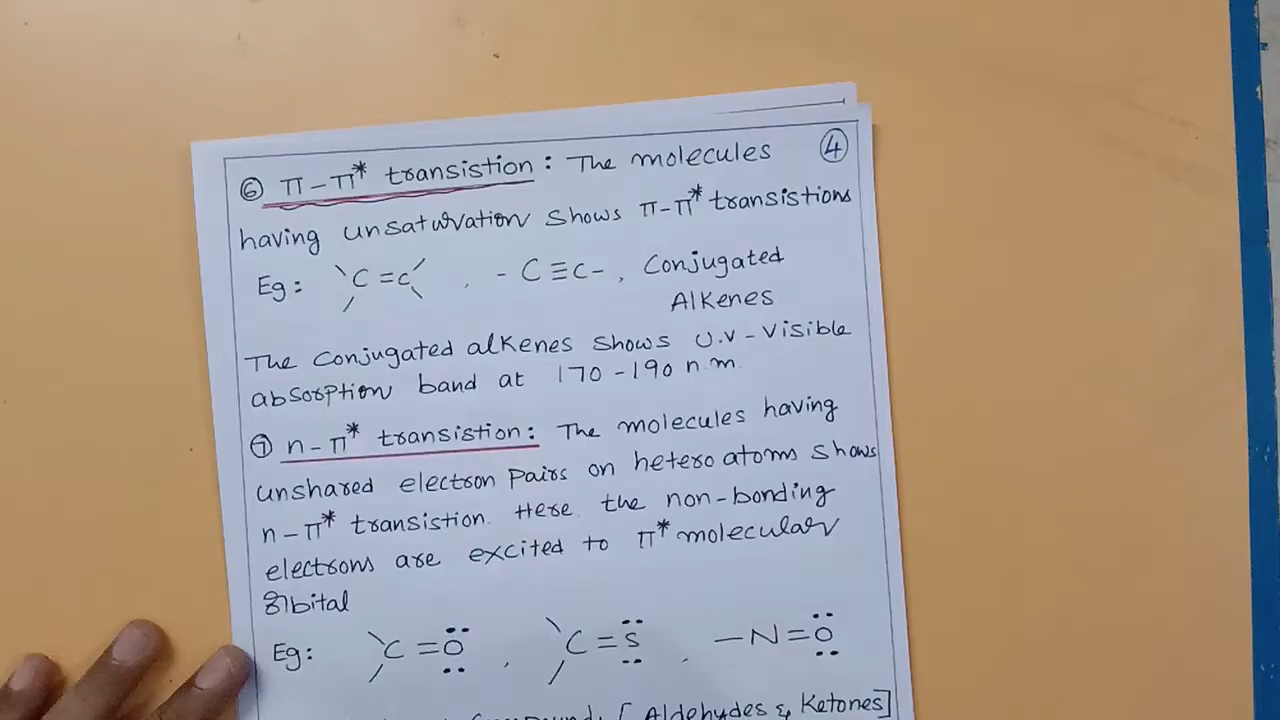 ④
⑥ π-π* transistion: The molecules
having unsaturation shows π-π* transistions
Eg: C=C, -C≡C-, Conjugated
Alkenes
The conjugated alkenes shows U.V-Visible
absorption band at 170-190 n.m.
⑦ n-π* transistion: The molecules having
unshared electron pairs on hetero atoms shows
n-π* transistion. Here the non-bonding
electrons are excited to π* molecular
orbital
Eg: C=O, C=S, -N=O
[Aldehydes & Ketones]